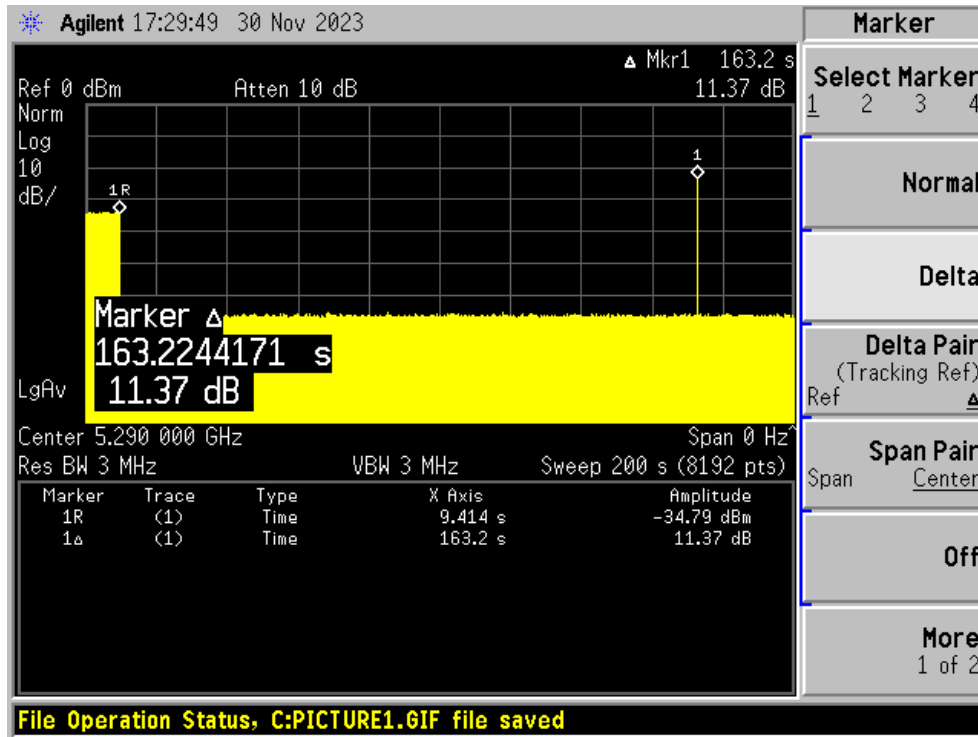 Agilent 17:29:49 30 Nov 2023
Marker
Δ Mkr1 163.2 s
Ref 0 dBm Atten 10 dB 11.37 dB
Norm
Log
10
dB/
1R
1
Marker Δ
163.2244171 s
11.37 dB
LgAv
Center 5.290 000 GHz Span 0 Hz^
Res BW 3 MHz VBW 3 MHz Sweep 200 s (8192 pts)
Marker Trace Type X Axis Amplitude
1R (1) Time 9.414 s -34.79 dBm
1Δ (1) Time 163.2 s 11.37 dB
Select Marker
1 2 3 4
Normal
Delta
Delta Pair
(Tracking Ref)
Ref Δ
Span Pair
Span Center
Off
More
1 of 2
File Operation Status, C:PICTURE1.GIF file saved